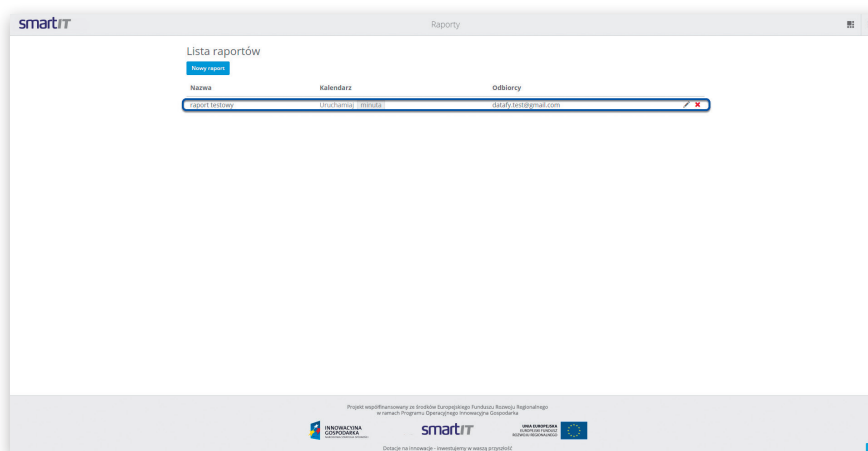 smartIT
Raporty
Lista raportów
Nowy raport
Nazwa Kalendarz Odbiorcy
raport testowy Uruchamiaj minuta datafy.test@gmail.com
Projekt współfinansowany ze środków Europejskiego Funduszu Rozwoju Regionalnego
w ramach Programu Operacyjnego Innowacyjna Gospodarka
INNOWACYJNA
GOSPODARKA
smartIT
UNIA EUROPEJSKA
EUROPEJSKI FUNDUSZ
ROZWOJU REGIONALNEGO
Dotacje na innowacje - Inwestujemy w waszą przyszłość